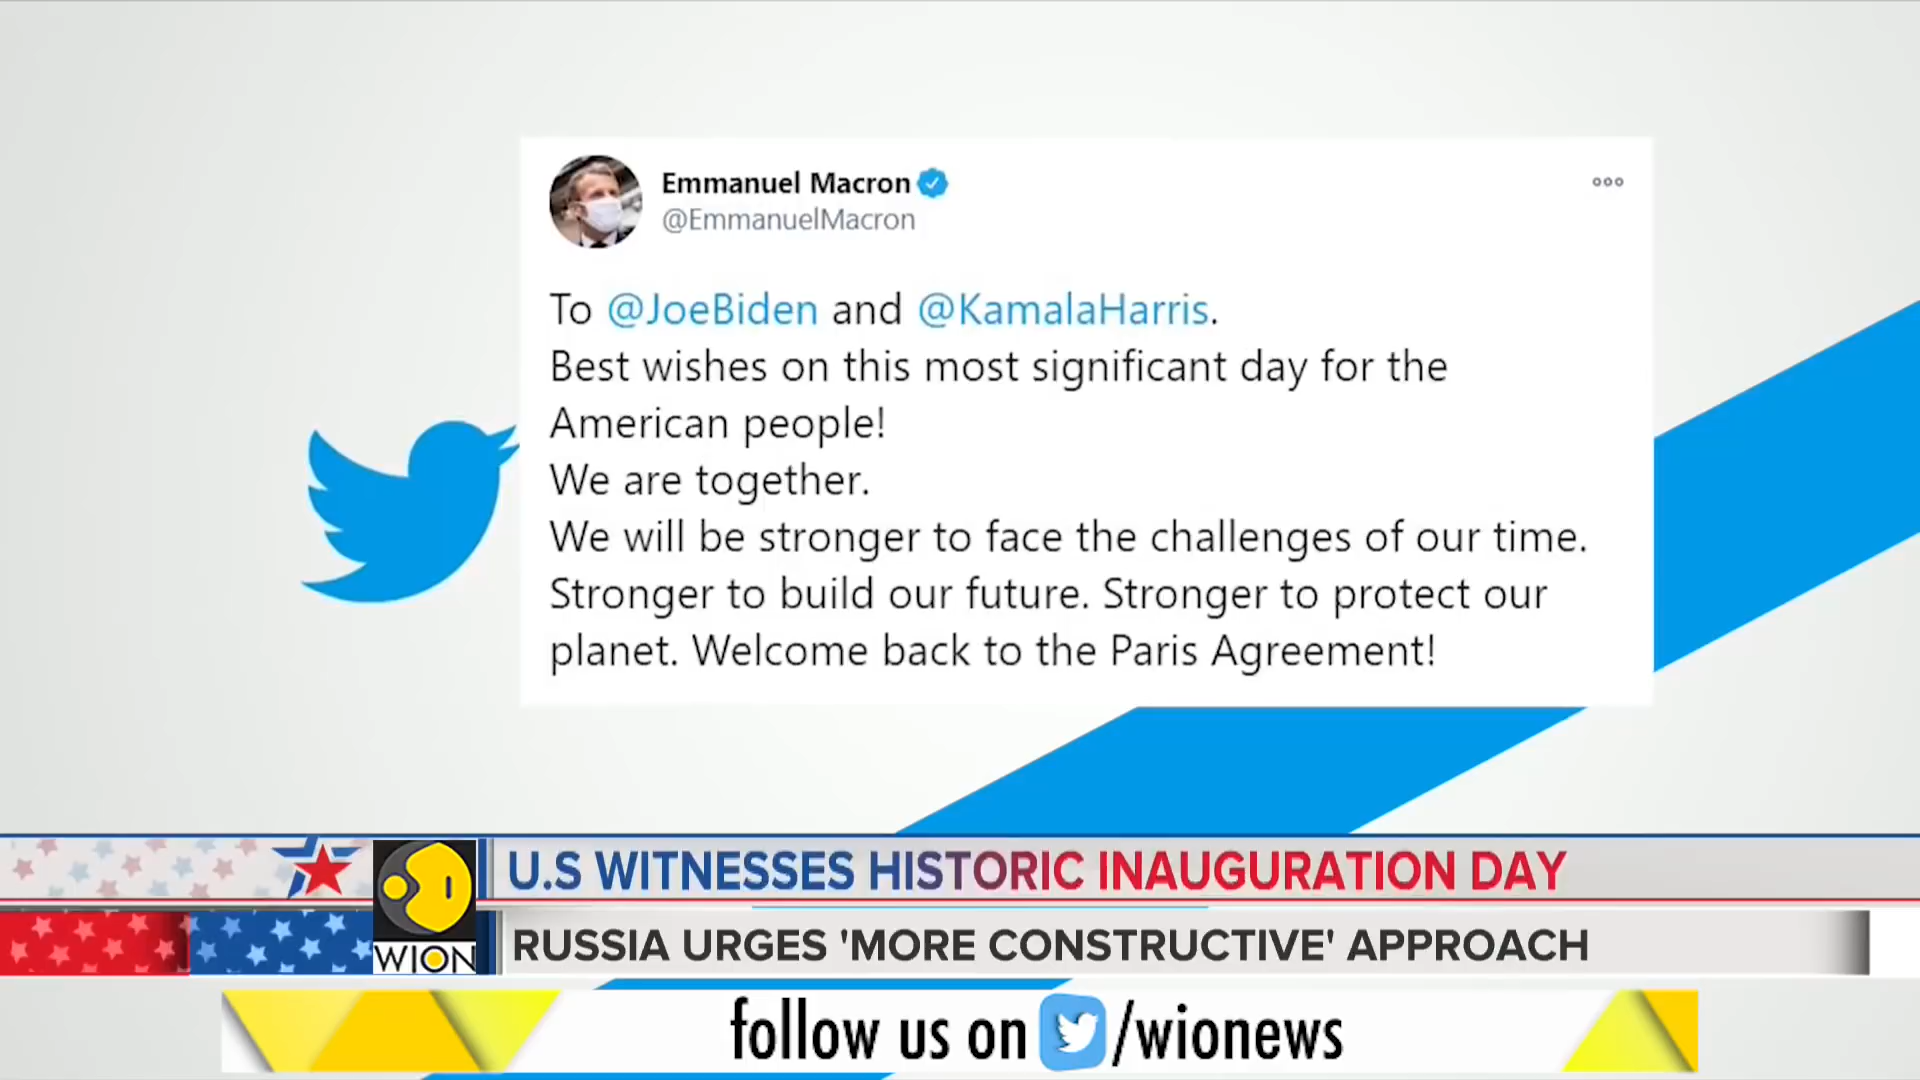 Emmanuel Macron
@EmmanuelMacron
To @JoeBiden and @KamalaHarris.
Best wishes on this most significant day for the
American people!
We are together.
We will be stronger to face the challenges of our time.
Stronger to build our future. Stronger to protect our
planet. Welcome back to the Paris Agreement!
U.S WITNESSES HISTORIC INAUGURATION DAY
WION
RUSSIA URGES 'MORE CONSTRUCTIVE' APPROACH
follow us on /wionews